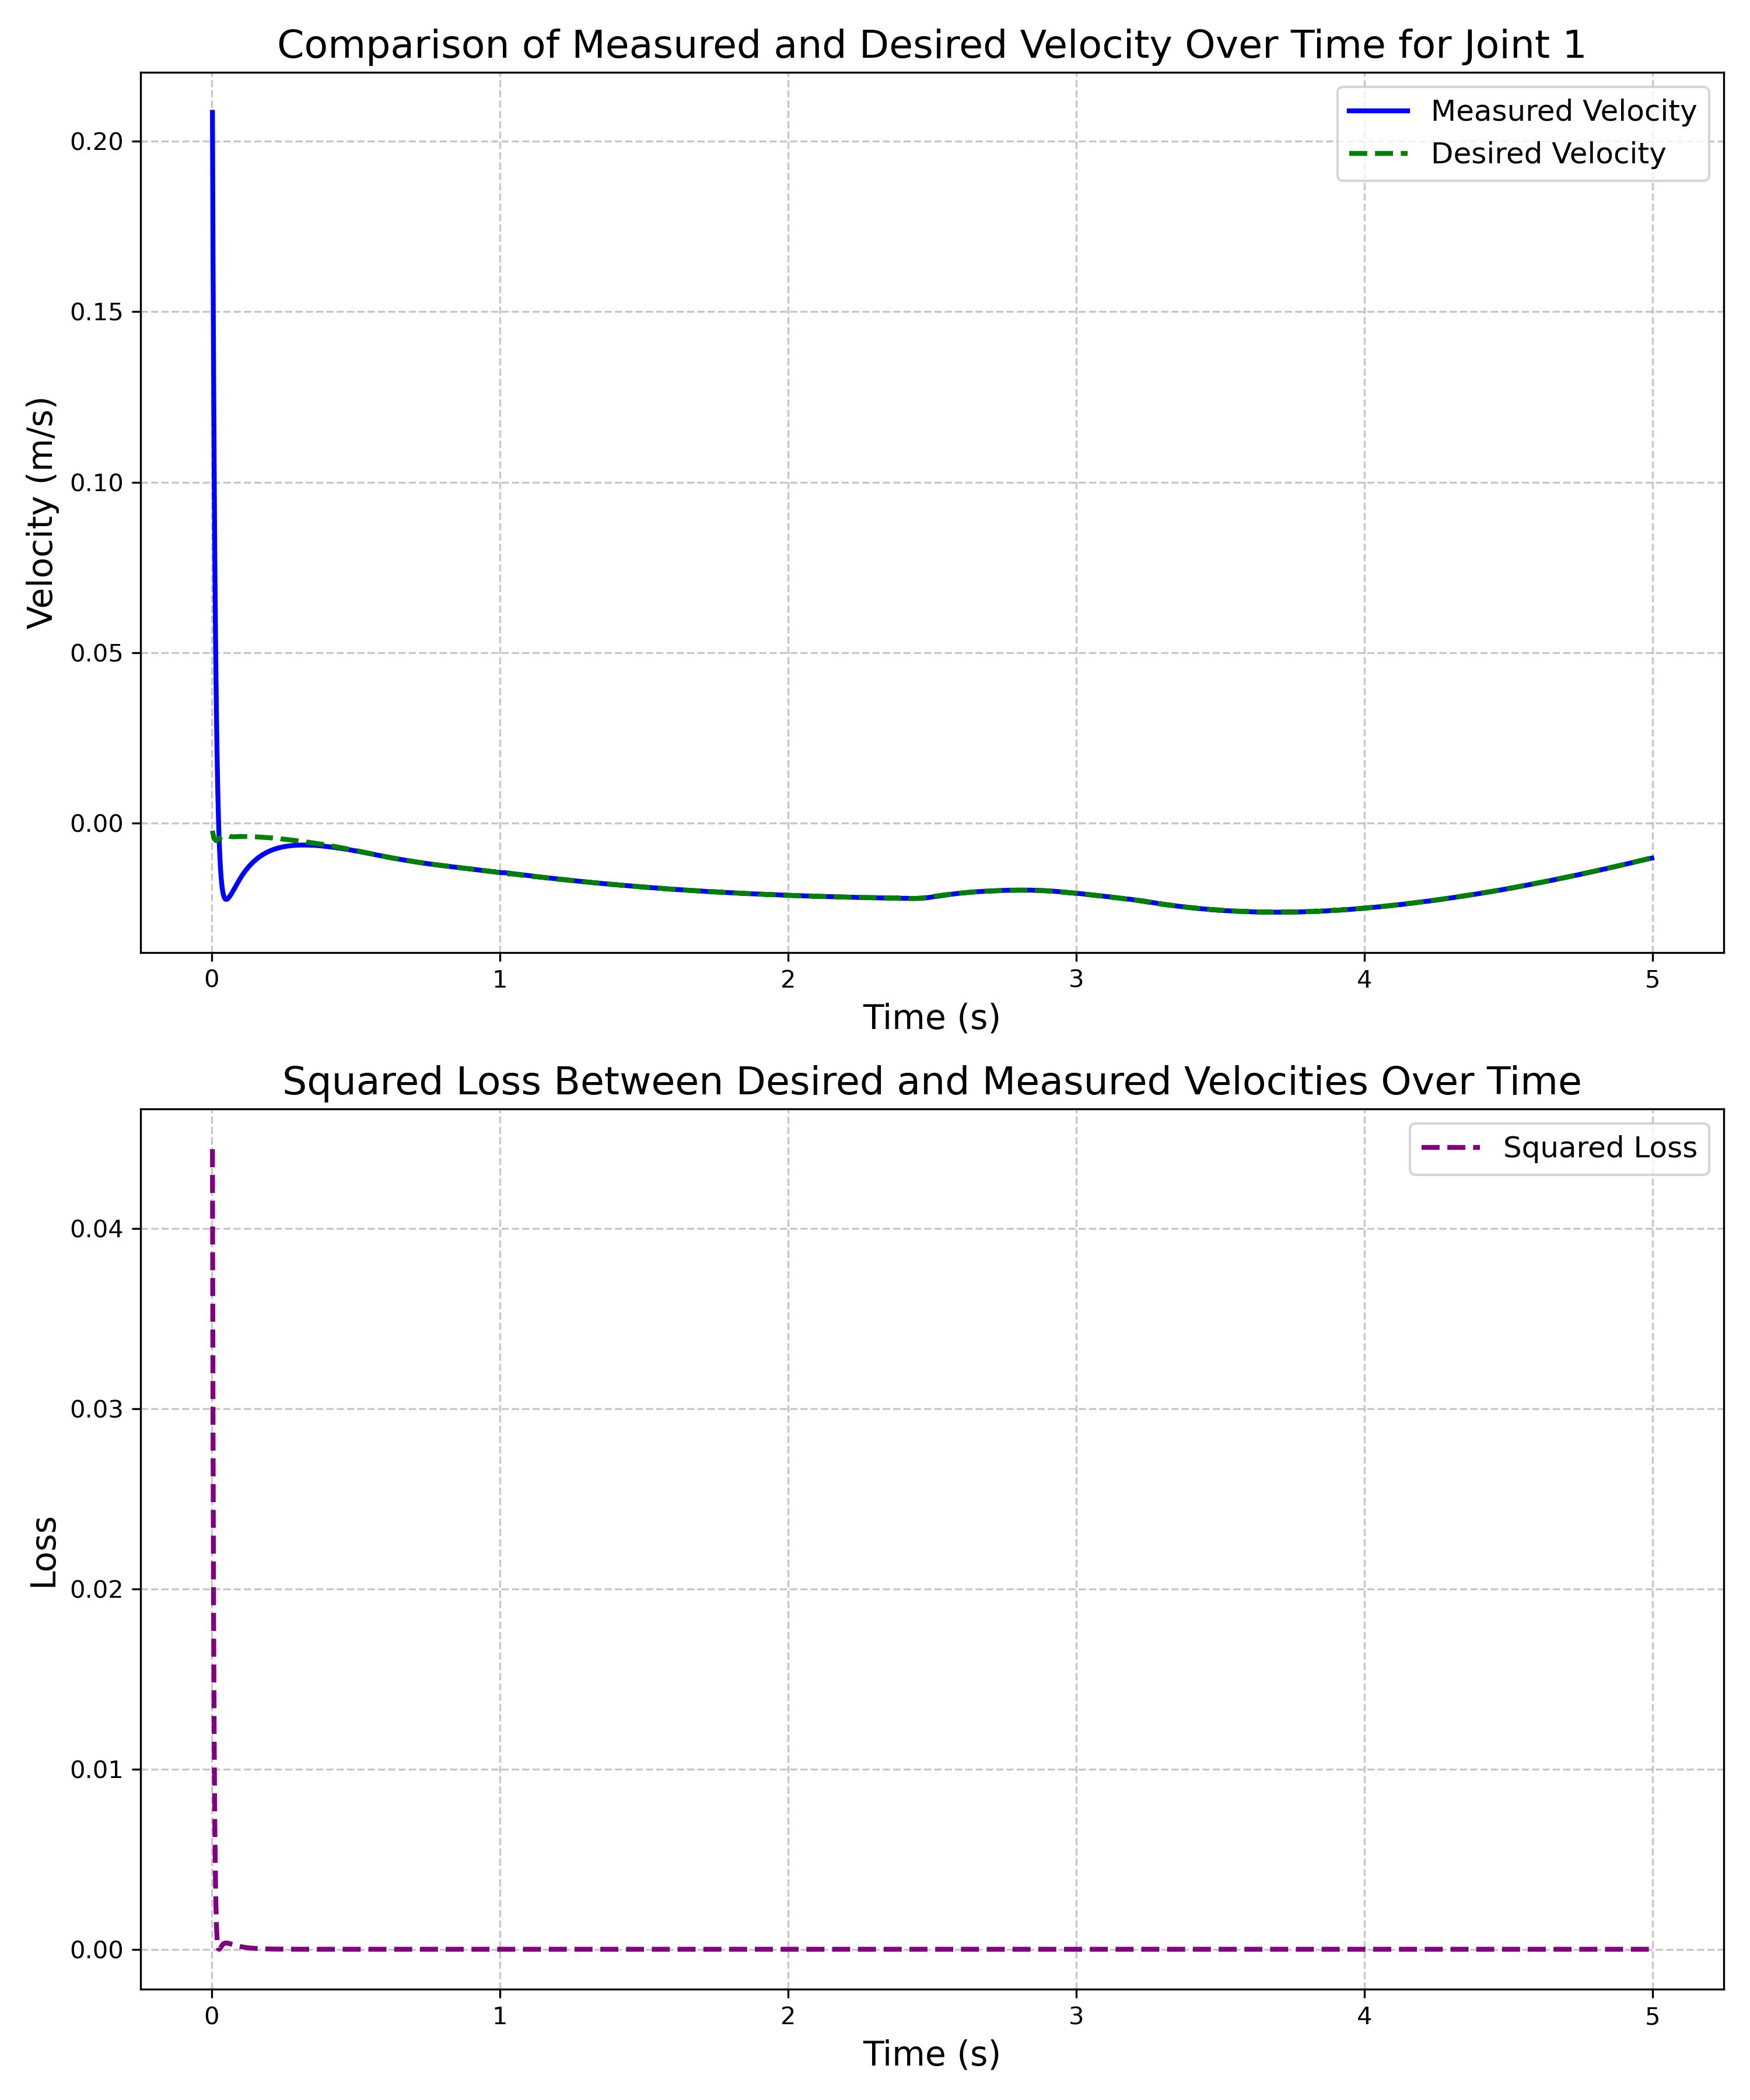 Comparison of Measured and Desired Velocity Over Time for Joint 1
Measured Velocity
Desired Velocity
Velocity (m/s)
0.20
0.15
0.10
0.05
0.00
0 1 2 3 4 5
Time (s)
Squared Loss Between Desired and Measured Velocities Over Time
Squared Loss
Loss
0.04
0.03
0.02
0.01
0.00
0 1 2 3 4 5
Time (s)